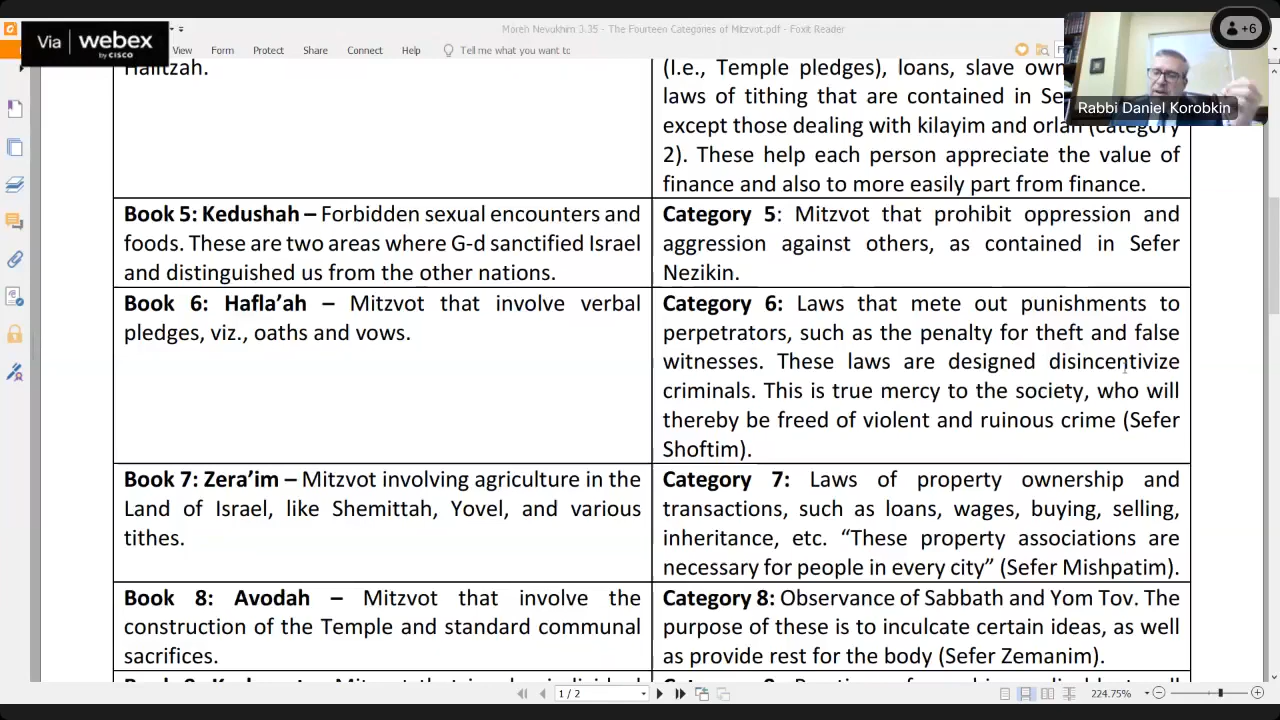 Moreh Nevukhim 3.35 - The Fourteen Categories of Mitzvot.pdf - Foxit Reader
Via webex
by CISCO
View Form Protect Share Connect Help Tell me what you want tc
+6
Rabbi Daniel Korobkin
Halitzah.
(I.e., Temple pledges), loans, slave
laws of tithing that are contained in
except those dealing with kilayim and orlah (category
2). These help each person appreciate the value of
finance and also to more easily part from finance.
Book 5: Kedushah – Forbidden sexual encounters and
foods. These are two areas where G-d sanctified Israel
and distinguished us from the other nations.
Category 5: Mitzvot that prohibit oppression and
aggression against others, as contained in Sefer
Nezikin.
Book 6: Hafla’ah – Mitzvot that involve verbal
pledges, viz., oaths and vows.
Category 6: Laws that mete out punishments to
perpetrators, such as the penalty for theft and false
witnesses. These laws are designed disincentivize
criminals. This is true mercy to the society, who will
thereby be freed of violent and ruinous crime (Sefer
Shoftim).
Book 7: Zera’im – Mitzvot involving agriculture in the
Land of Israel, like Shemittah, Yovel, and various
tithes.
Category 7: Laws of property ownership and
transactions, such as loans, wages, buying, selling,
inheritance, etc. “These property associations are
necessary for people in every city” (Sefer Mishpatim).
Book 8: Avodah – Mitzvot that involve the
construction of the Temple and standard communal
sacrifices.
Category 8: Observance of Sabbath and Yom Tov. The
purpose of these is to inculcate certain ideas, as well
as provide rest for the body (Sefer Zemanim).
1 / 2
224.75%